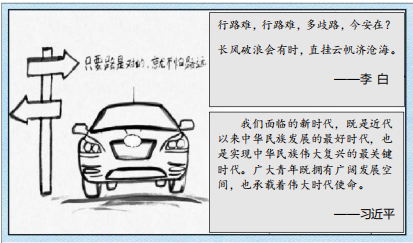 只要路是对的，就不怕路远
行路难，行路难，多歧路，今安在？
长风破浪会有时，直挂云帆济沧海。
——李 白
我们面临的新时代，既是近代
以来中华民族发展的最好时代，也
是实现中华民族伟大复兴的最关键
时代。广大青年既拥有广阔发展空
间，也承载着伟大时代使命。
——习近平